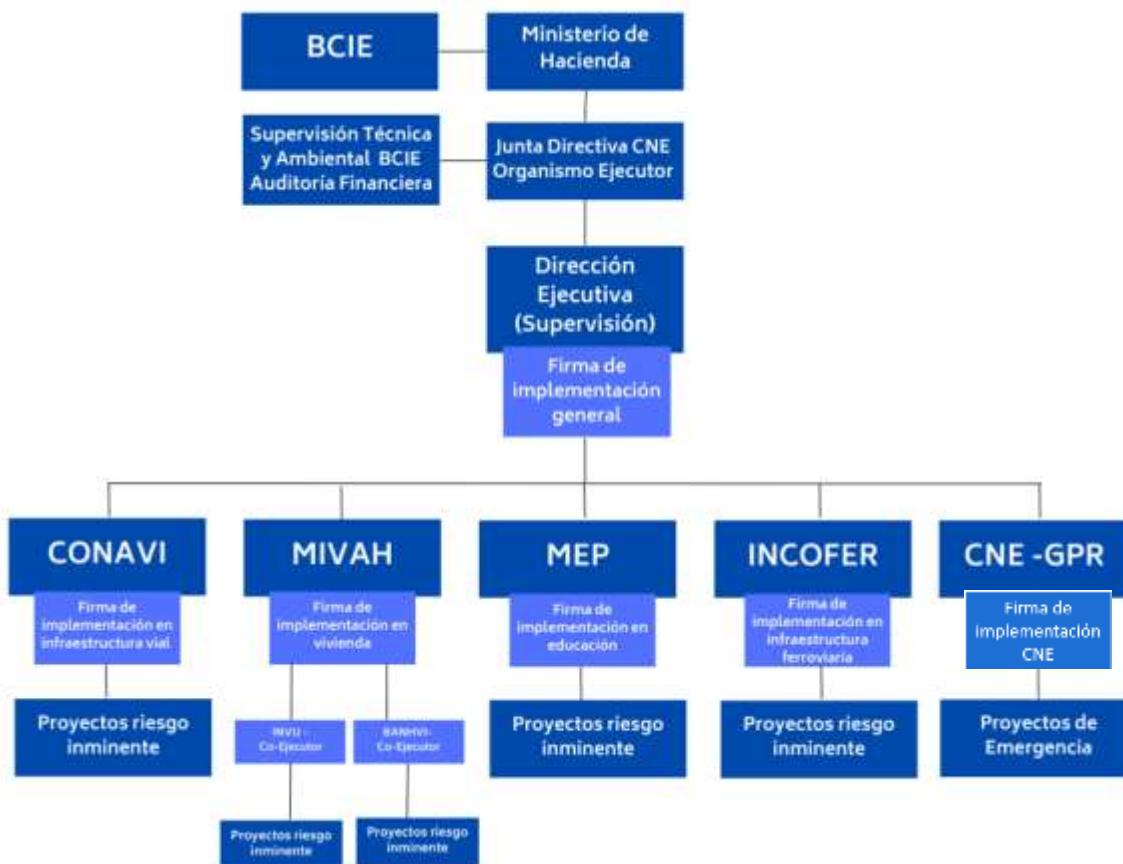 BCIE
Ministerio de
Hacienda
Supervisión Técnica
y Ambiental BCIE
Auditoría Financiera
Junta Directiva CNE
Organismo Ejecutor
Dirección
Ejecutiva
(Supervisión)
Firma de
implementación
general
CONAVI
MIVAH
MEP
INCOFER
CNE -GPR
Firma de
implementación en
infraestructura vial
Firma de
implementación en
vivienda
Firma de
implementación en
educación
Firma de
implementación en
infraestructura
ferroviaria
Firma de
implementación
CNE
Proyectos riesgo
inminente
INVU -
Co-Ejecutor
BANHVI-
Co-Ejecutor
Proyectos riesgo
inminente
Proyectos riesgo
inminente
Proyectos de
Emergencia
Proyectos riesgo
inminente
Proyectos riesgo
inminente